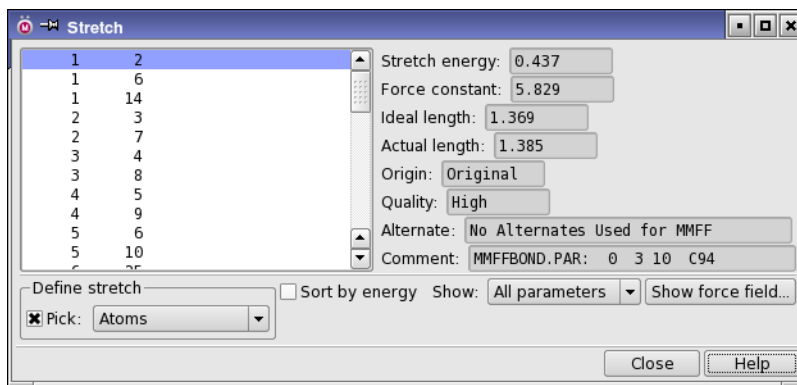 Stretch
1 2
1 6
1 14
2 3
2 7
3 4
3 8
4 5
4 9
5 6
5 10
Stretch energy: 0.437
Force constant: 5.829
Ideal length: 1.369
Actual length: 1.385
Origin: Original
Quality: High
Alternate: No Alternates Used for MMFF
Comment: MMFFBOND.PAR: 0 3 10 C94
Define stretch
Pick: Atoms
Sort by energy Show: All parameters Show force field...
Close Help